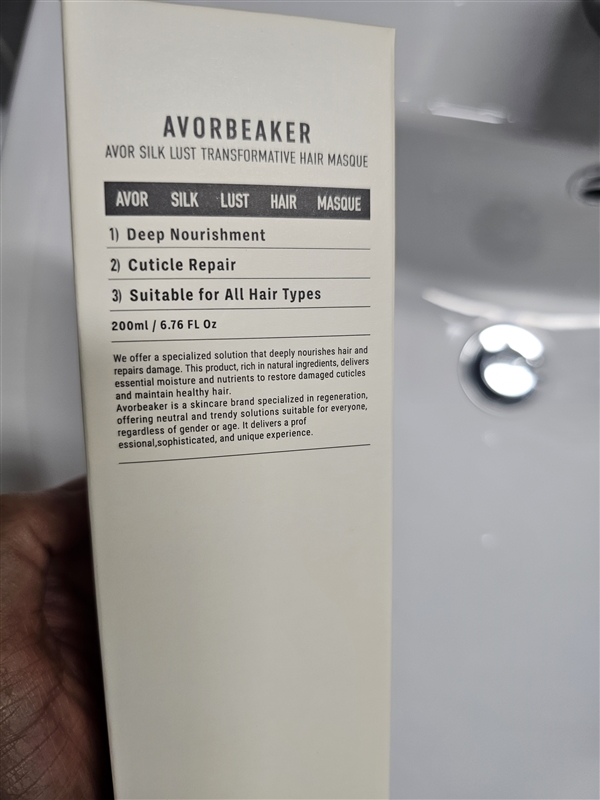 AVORBEAKER
AVOR SILK LUST TRANSFORMATIVE HAIR MASQUE
AVOR SILK LUST HAIR MASQUE
1) Deep Nourishment
2) Cuticle Repair
3) Suitable for All Hair Types
200ml / 6.76 FL Oz
We offer a specialized solution that deeply nourishes hair and
repairs damage. This product, rich in natural ingredients, delivers
essential moisture and nutrients to restore damaged cuticles
and maintain healthy hair.
Avorbeaker is a skincare brand specialized in regeneration,
offering neutral and trendy solutions suitable for everyone,
regardless of gender or age. It delivers a prof
essional,sophisticated, and unique experience.